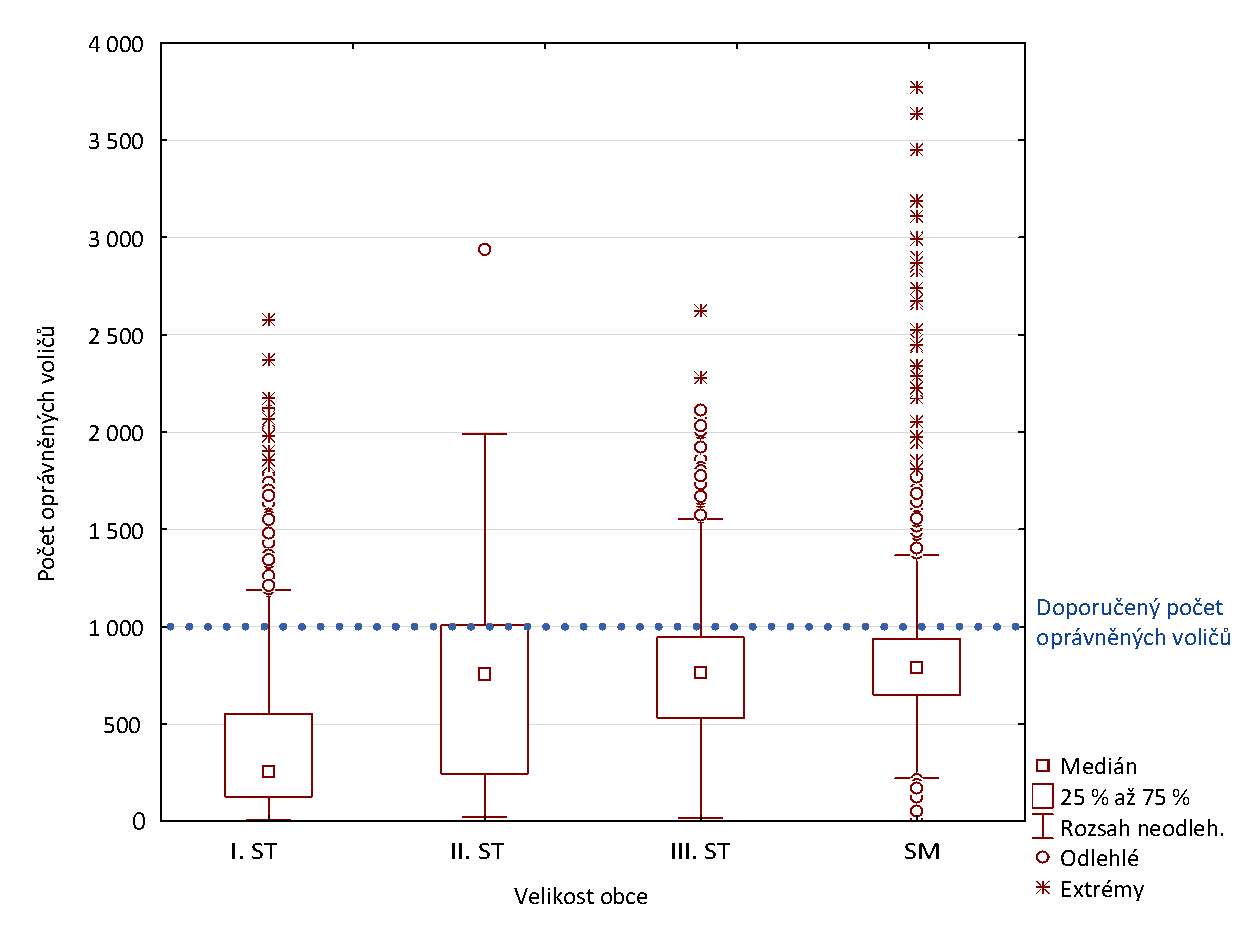 4 000
3 500
3 000
2 500
2 000
1 500
1 000
500
0
Počet oprávněných voličů
I. ST
II. ST
III. ST
SM
Velikost obce
Doporučený počet
oprávněných voličů
Medián
25 % až 75 %
Rozsah neodleh.
Odlehlé
Extrémy